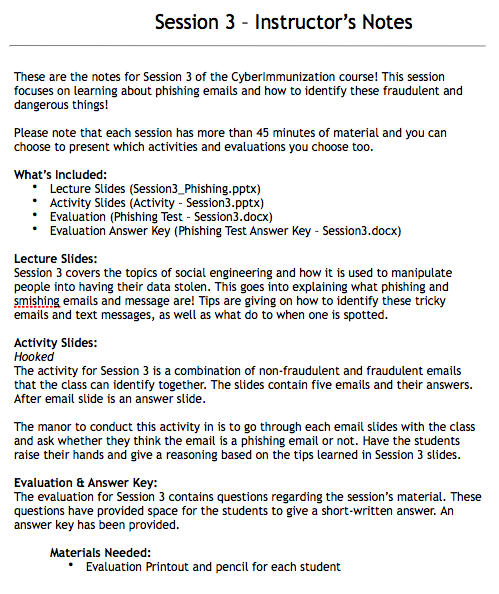 Session 3 – Instructor's Notes
These are the notes for Session 3 of the CyberImmunization course! This session
focuses on learning about phishing emails and how to identify these fraudulent and
dangerous things!
Please note that each session has more than 45 minutes of material and you can
choose to present which activities and evaluations you choose too.
What's Included:
• Lecture Slides (Session3_Phishing.pptx)
• Activity Slides (Activity - Session3.pptx)
• Evaluation (Phishing Test - Session3.docx)
• Evaluation Answer Key (Phishing Test Answer Key - Session3.docx)
Lecture Slides:
Session 3 covers the topics of social engineering and how it is used to manipulate
people into having their data stolen. This goes into explaining what phishing and
smishing emails and message are! Tips are giving on how to identify these tricky
emails and text messages, as well as what do to when one is spotted.
Activity Slides:
Hooked
The activity for Session 3 is a combination of non-fraudent and fraudulent emails
that the class can identify together. The slides contain five emails and their answers.
After email slide is an answer slide.
The manor to conduct this activity in is to go through each email slides with the class
and ask whether they think the email is a phishing email or not. Have the students
raise their hands and give a reasoning based on the tips learned in Session 3 slides.
Evaluation & Answer Key:
The evaluation for Session 3 contains questions regarding the session's material. These
questions have provided space for the students to give a short-written answer. An
answer key has been provided.
Materials Needed:
• Evaluation Printout and pencil for each student